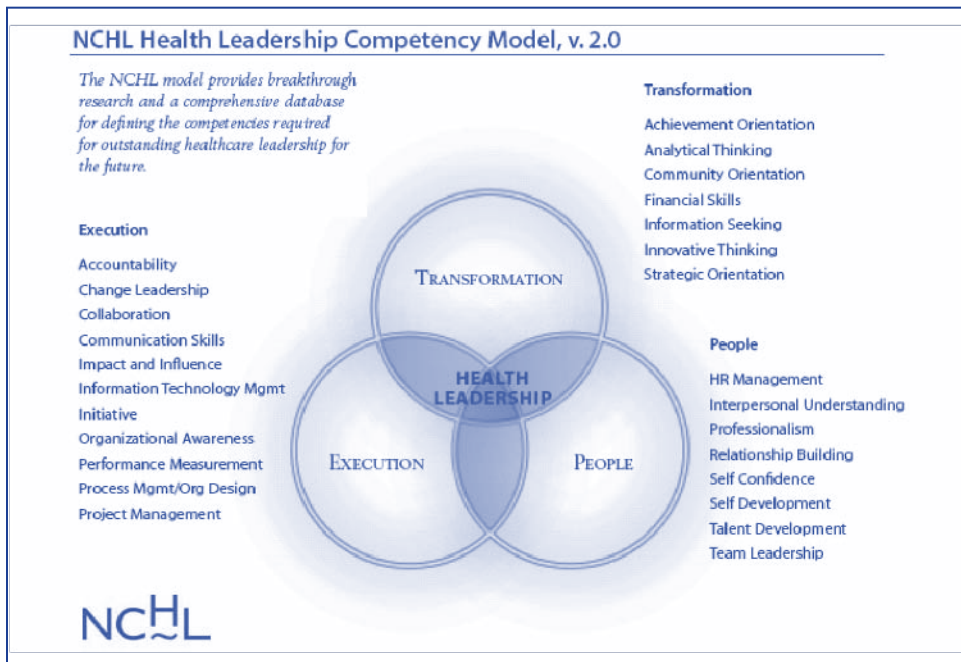 NCHL Health Leadership Competency Model, v. 2.0
The NCHL model provides breakthrough
research and a comprehensive database
for defining the competencies required
for outstanding healthcare leadership for
the future.
Transformation
Achievement Orientation
Analytical Thinking
Community Orientation
Financial Skills
Information Seeking
Innovative Thinking
Strategic Orientation
Execution
Accountability
Change Leadership
Collaboration
Communication Skills
Impact and Influence
Information Technology Mgmt
Initiative
Organizational Awareness
Performance Measurement
Process Mgmt/Org Design
Project Management
TRANSFORMATION
HEALTH
LEADERSHIP
EXECUTION
PEOPLE
People
HR Management
Interpersonal Understanding
Professionalism
Relationship Building
Self Confidence
Self Development
Talent Development
Team Leadership
NCHL